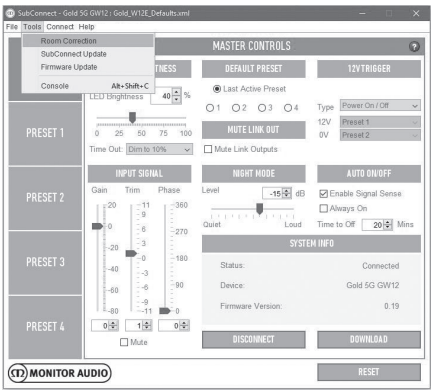 SubConnect - Gold 5G GW12 : Gold_W12E_Defaults.xml
File Tools Connect Help
Room Correction
SubConnect Update
Firmware Update
Console Alt+Shift+C
MASTER CONTROLS
?
TNESS
LED Brightness 40 %
0 25 50 75 100
Time Out: Dim to 10%
DEFAULT PRESET
Last Active Preset
1 2 3 4
MUTE LINK OUT
Mute Link Outputs
12V TRIGGER
Type Power On / Off
12V Preset 1
0V Preset 2
PRESET 1
PRESET 2
PRESET 3
PRESET 4
INPUT SIGNAL
Gain Trim Phase
20
0
-20
-40
-60
-80
11
9
6
3
0
-3
-6
-9
-11
360
270
180
90
0
0 1 0
Mute
NIGHT MODE
Level -15 dB
Quiet Loud
AUTO ON/OFF
Enable Signal Sense
Always On
Time to Off 20 Mins
SYSTEM INFO
Status: Connected
Device: Gold 5G GW12
Firmware Version: 0.19
DISCONNECT
DOWNLOAD
MONITOR AUDIO
RESET